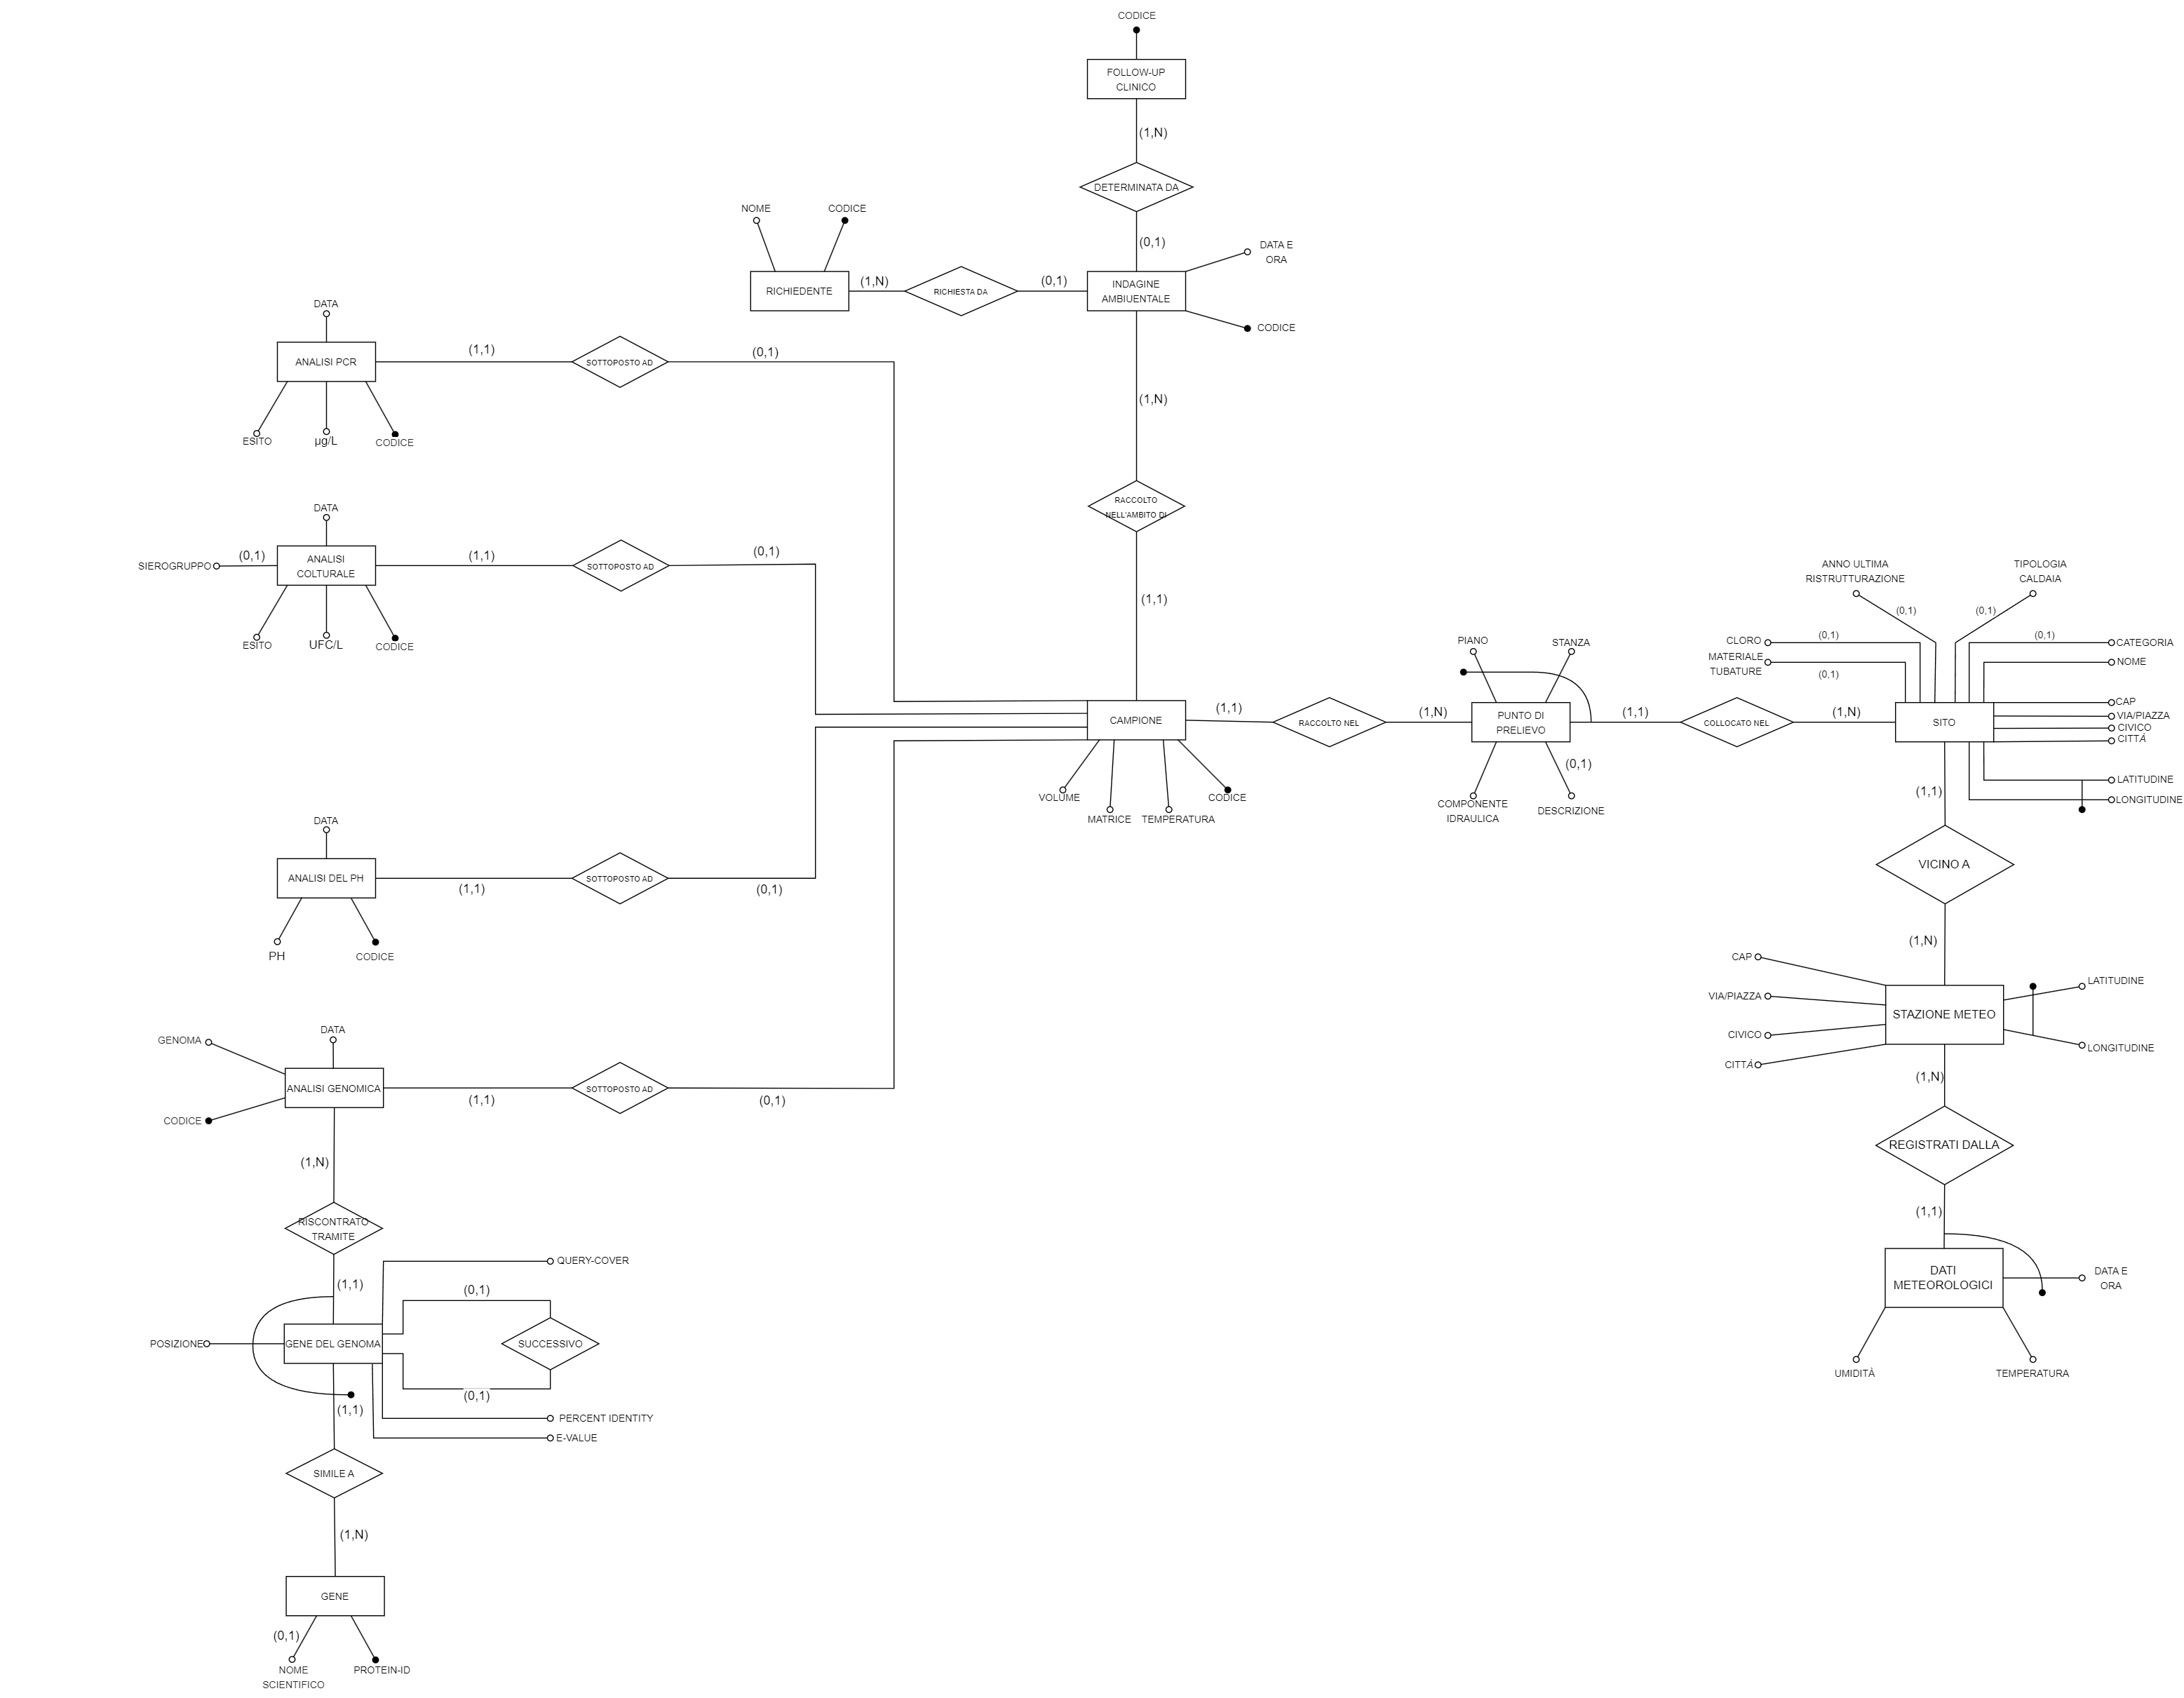 CODICE
FOLLOW-UP
CLINICO
(1,N)
DETERMINATA DA
(0,1)
NOME
CODICE
RICHIEDENTE
(1,N)
RICHIESTA DA
(0,1)
INDAGINE
AMBIUENTALE
DATA E
ORA
CODICE
(1,N)
RACCOLTO
NELL'AMBITO DI
(1,1)
DATA
ANALISI PCR
(1,1)
SOTTOPOSTO AD
(0,1)
ESITO
µg/L
CODICE
DATA
SIEROGRUPPO
(0,1)
ANALISI
COLTURALE
(1,1)
SOTTOPOSTO AD
(0,1)
ESITO
UFC/L
CODICE
DATA
ANALISI DEL PH
(1,1)
SOTTOPOSTO AD
(0,1)
PH
CODICE
GENOMA
DATA
ANALISI GENOMICA
CODICE
(1,1)
SOTTOPOSTO AD
(0,1)
CAMPIONE
VOLUME
MATRICE
TEMPERATURA
CODICE
(1,1)
RACCOLTO NEL
(1,N)
PIANO
STANZA
PUNTO DI
PRELIEVO
(0,1)
COMPONENTE
IDRAULICA
DESCRIZIONE
(1,1)
COLLOCATO NEL
(1,N)
ANNO ULTIMA
RISTRUTTURAZIONE
TIPOLOGIA
CALDAIA
(0,1)
(0,1)
CLORO
(0,1)
(0,1)
CATEGORIA
MATERIALE
TUBATURE
(0,1)
NOME
SITO
CAP
VIA/PIAZZA
CIVICO
CITTÁ
LATITUDINE
LONGITUDINE
(1,1)
VICINO A
(1,N)
CAP
VIA/PIAZZA
CIVICO
CITTÁ
STAZIONE METEO
LATITUDINE
LONGITUDINE
(1,N)
REGISTRATI DALLA
(1,1)
DATI
METEOROLOGICI
DATA E
ORA
UMIDITÀ
TEMPERATURA
(1,N)
RISCONTRATO
TRAMITE
(1,1)
QUERY-COVER
(0,1)
POSIZIONE
GENE DEL GENOMA
SUCCESSIVO
(0,1)
(1,1)
PERCENT IDENTITY
E-VALUE
SIMILE A
(1,N)
GENE
(0,1)
NOME
SCIENTIFICO
PROTEIN-ID